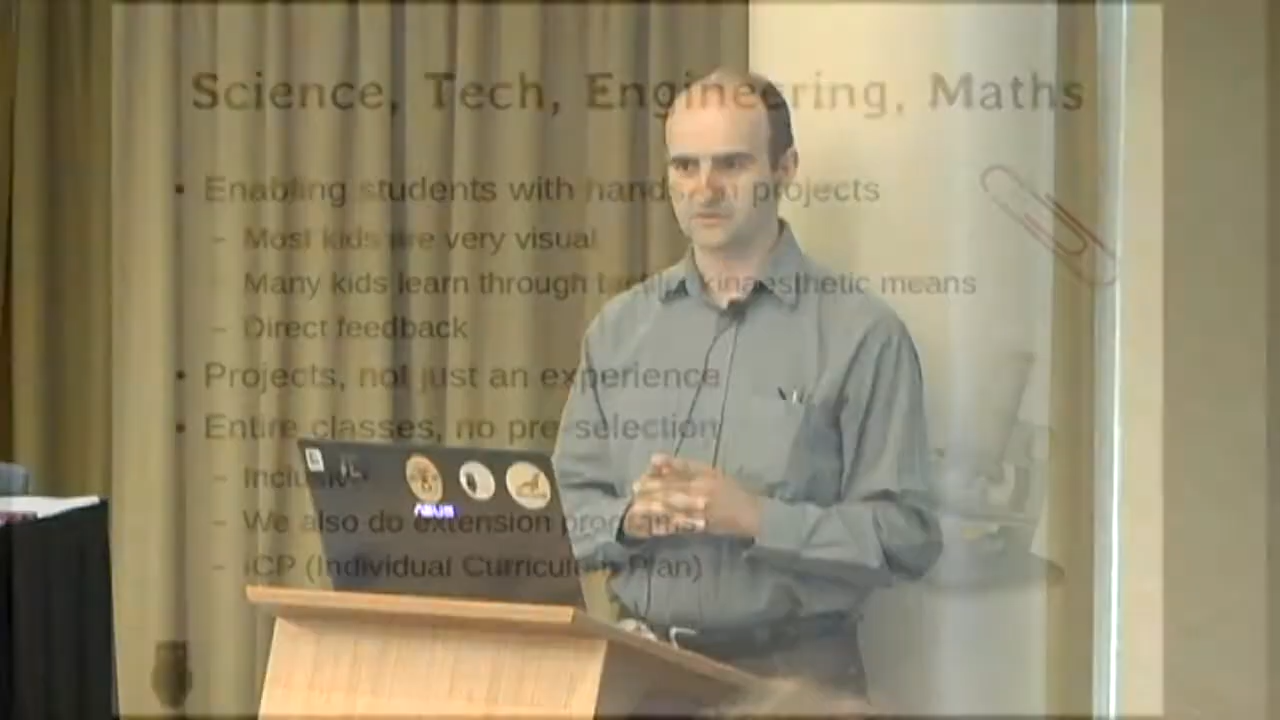 Science, Tech, Engineering, Maths
• Enabling students with hands-on projects
– Most kids are very visual
– Many kids learn through tactile, kinaesthetic means
– Direct feedback
• Projects, not just an experience
• Entire classes, no pre-selection
– Inclusive
– We also do extension programs
– ICP (Individual Curriculum Plan)
ASUS